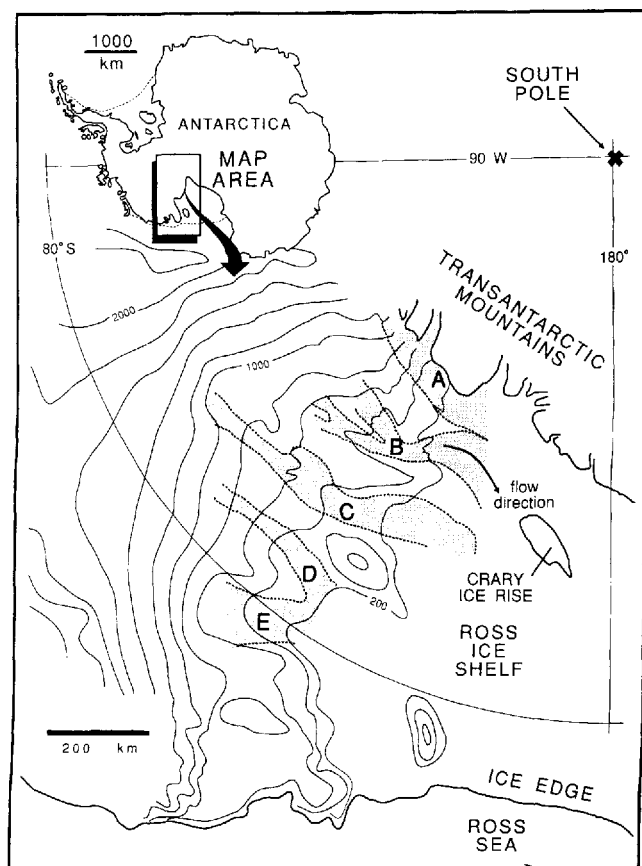 1000
km
SOUTH
POLE
ANTARCTICA
MAP
AREA
90 W
80° S
180°
TRANSANTARCTIC
MOUNTAINS
2000
1000
A
B
flow
direction
C
CRARY
ICE RISE
D
200
E
ROSS
ICE
SHELF
200 km
ICE EDGE
ROSS
SEA